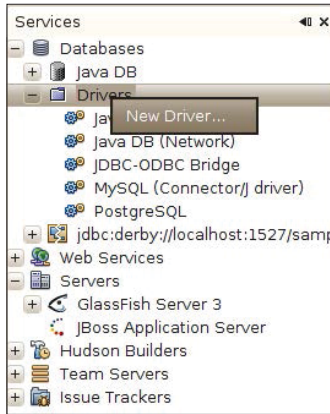 Services
Databases
Java DB
Drivers
New Driver...
Java DB (Network)
JDBC-ODBC Bridge
MySQL (Connector/J driver)
PostgreSQL
jdbc:derby://localhost:1527/samp
Web Services
Servers
GlassFish Server 3
JBoss Application Server
Hudson Builders
Team Servers
Issue Trackers